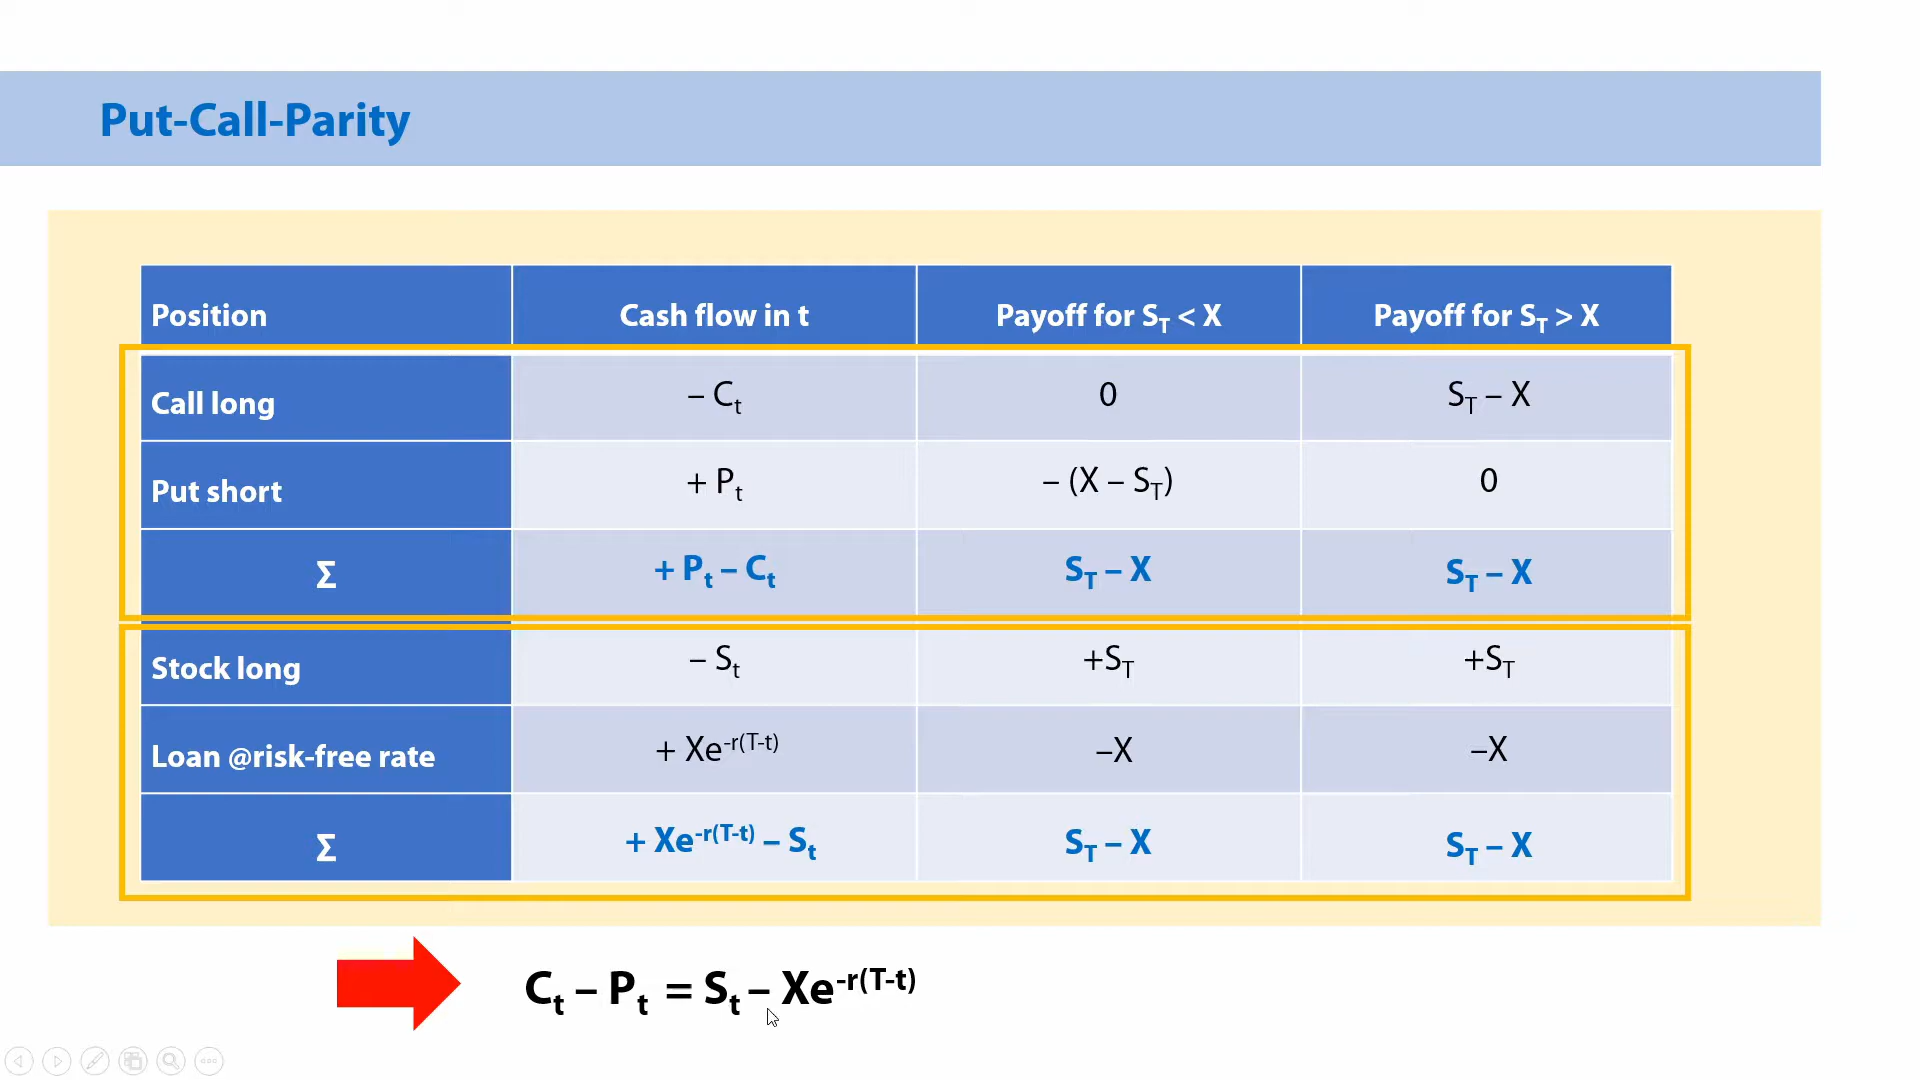 Put-Call-Parity
Position Cash flow in t Payoff for S_T < X Payoff for S_T > X
Call long – C_t 0 S_T – X
Put short + P_t – (X – S_T) 0
Σ + P_t – C_t S_T – X S_T – X
Stock long – S_t +S_T +S_T
Loan @risk-free rate + Xe^-r(T-t) –X –X
Σ + Xe^-r(T-t) – S_t S_T – X S_T – X
C_t – P_t = S_t – Xe^-r(T-t)